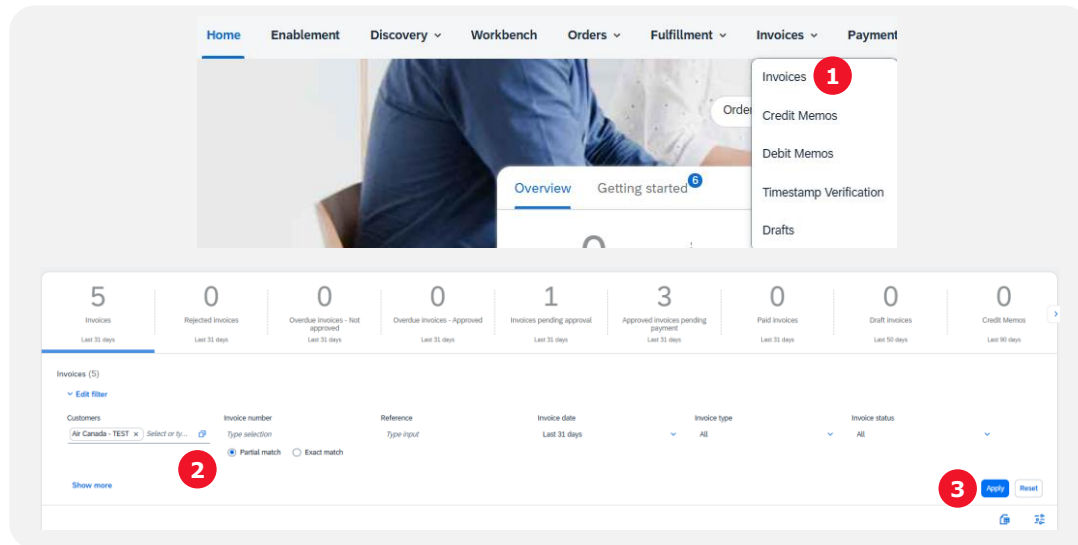 Home Enablement Discovery Workbench Orders Fulfillment Invoices Payment
Invoices 1
Orde
Credit Memos
Debit Memos
Overview Getting started 6
Timestamp Verification
Drafts
5 0 0 0 1 3 0 0 0
Invoices Rejected invoices Overdue invoices - Not approved Overdue invoices - Approved Invoices pending approval Approved invoices pending payment Paid invoices Draft invoices Credit Memos
Last 31 days Last 31 days Last 31 days Last 31 days Last 31 days Last 31 days Last 31 days Last 50 days Last 90 days
Invoices (5)
Edit filter
Customers Invoice number Reference Invoice date Invoice type Invoice status
Air Canada - TEST × Select or ty... Type selection Type input Last 31 days All All
Partial match Exact match
2
Show more
3 Apply Reset